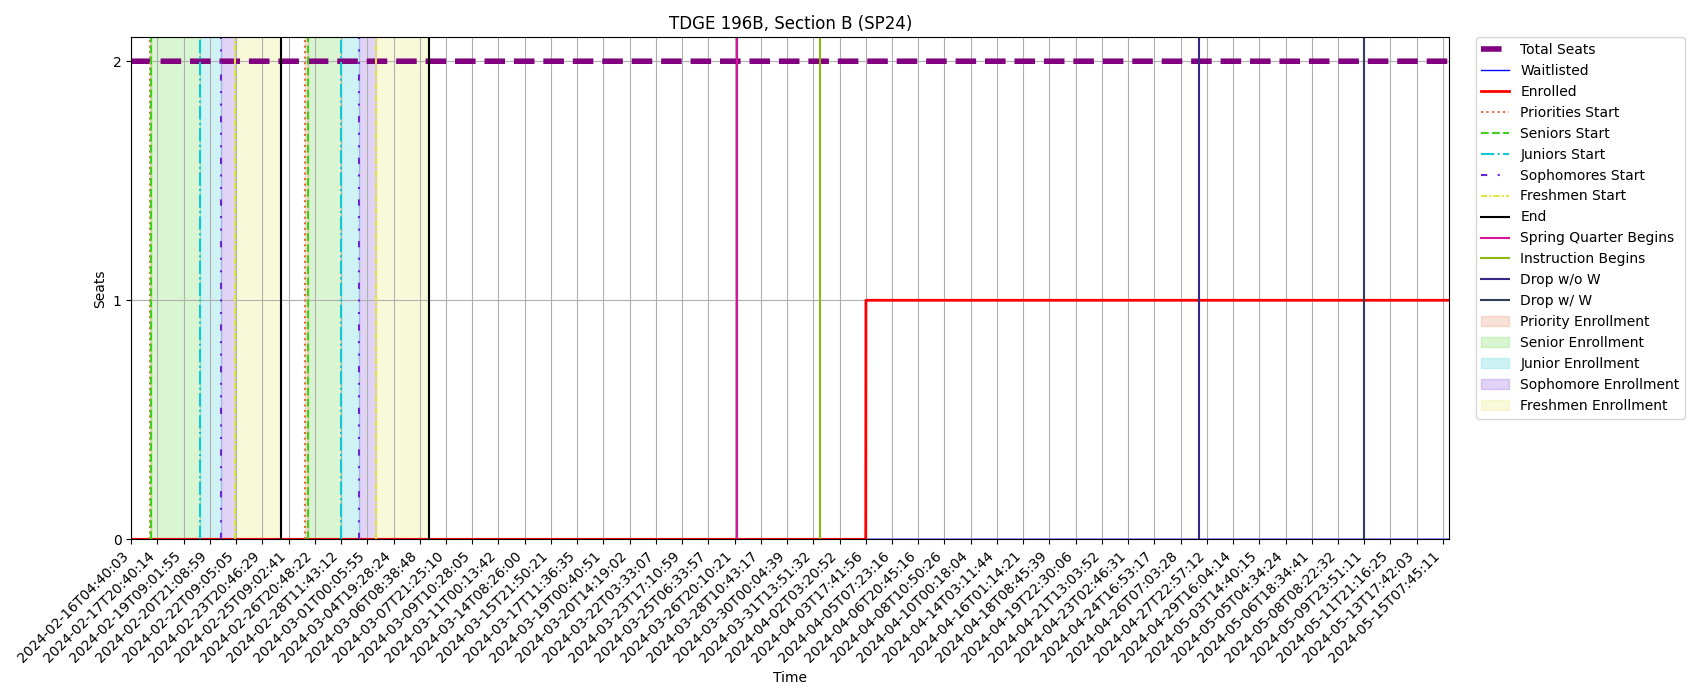 TDGE 196B, Section B (SP24)
Seats
2
1
0
2024-02-16T04:40:03
2024-02-17T20:40:14
2024-02-19T09:01:55
2024-02-20T21:08:59
2024-02-22T09:05:05
2024-02-23T20:46:29
2024-02-25T09:02:41
2024-02-26T20:48:22
2024-02-28T11:43:12
2024-03-01T00:05:55
2024-03-04T19:28:24
2024-03-06T08:38:48
2024-03-07T21:25:10
2024-03-09T10:28:05
2024-03-11T00:13:42
2024-03-14T08:26:00
2024-03-15T21:50:21
2024-03-17T11:36:35
2024-03-19T00:40:51
2024-03-20T14:19:02
2024-03-22T03:33:07
2024-03-23T17:10:59
2024-03-25T06:33:57
2024-03-26T20:10:21
2024-03-28T10:43:17
2024-03-30T00:04:39
2024-03-31T13:51:32
2024-04-02T03:20:52
2024-04-03T17:41:56
2024-04-05T07:23:16
2024-04-06T20:45:16
2024-04-08T10:50:26
2024-04-10T00:18:04
2024-04-14T03:11:44
2024-04-16T01:14:21
2024-04-18T08:45:39
2024-04-19T22:30:06
2024-04-21T13:03:52
2024-04-23T02:46:31
2024-04-24T16:53:17
2024-04-26T07:03:28
2024-04-27T22:57:12
2024-04-29T16:04:14
2024-05-03T14:40:15
2024-05-05T04:34:24
2024-05-06T18:34:41
2024-05-08T08:22:32
2024-05-09T23:51:11
2024-05-11T21:16:25
2024-05-13T17:42:03
2024-05-15T07:45:11
Time
Total Seats
Waitlisted
Enrolled
Priorities Start
Seniors Start
Juniors Start
Sophomores Start
Freshmen Start
End
Spring Quarter Begins
Instruction Begins
Drop w/o W
Drop w/ W
Priority Enrollment
Senior Enrollment
Junior Enrollment
Sophomore Enrollment
Freshmen Enrollment